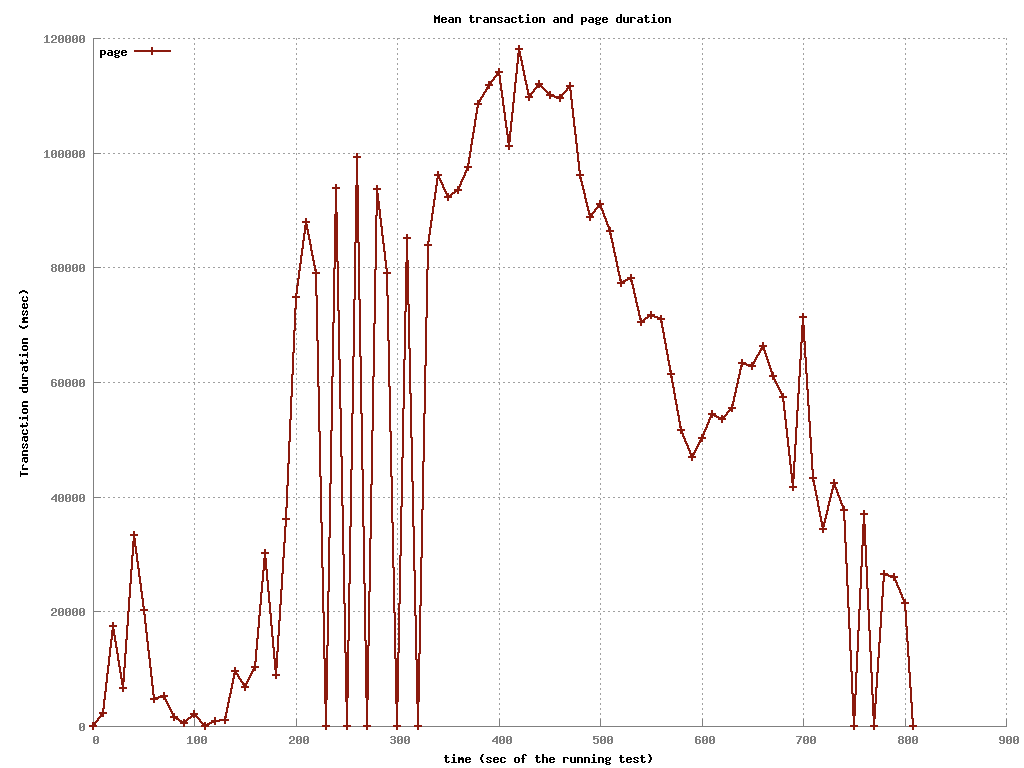 Mean transaction and page duration
120000
page
100000
80000
60000
40000
20000
0
Transaction duration (msec)
0 100 200 300 400 500 600 700 800 900
time (sec of the running test)